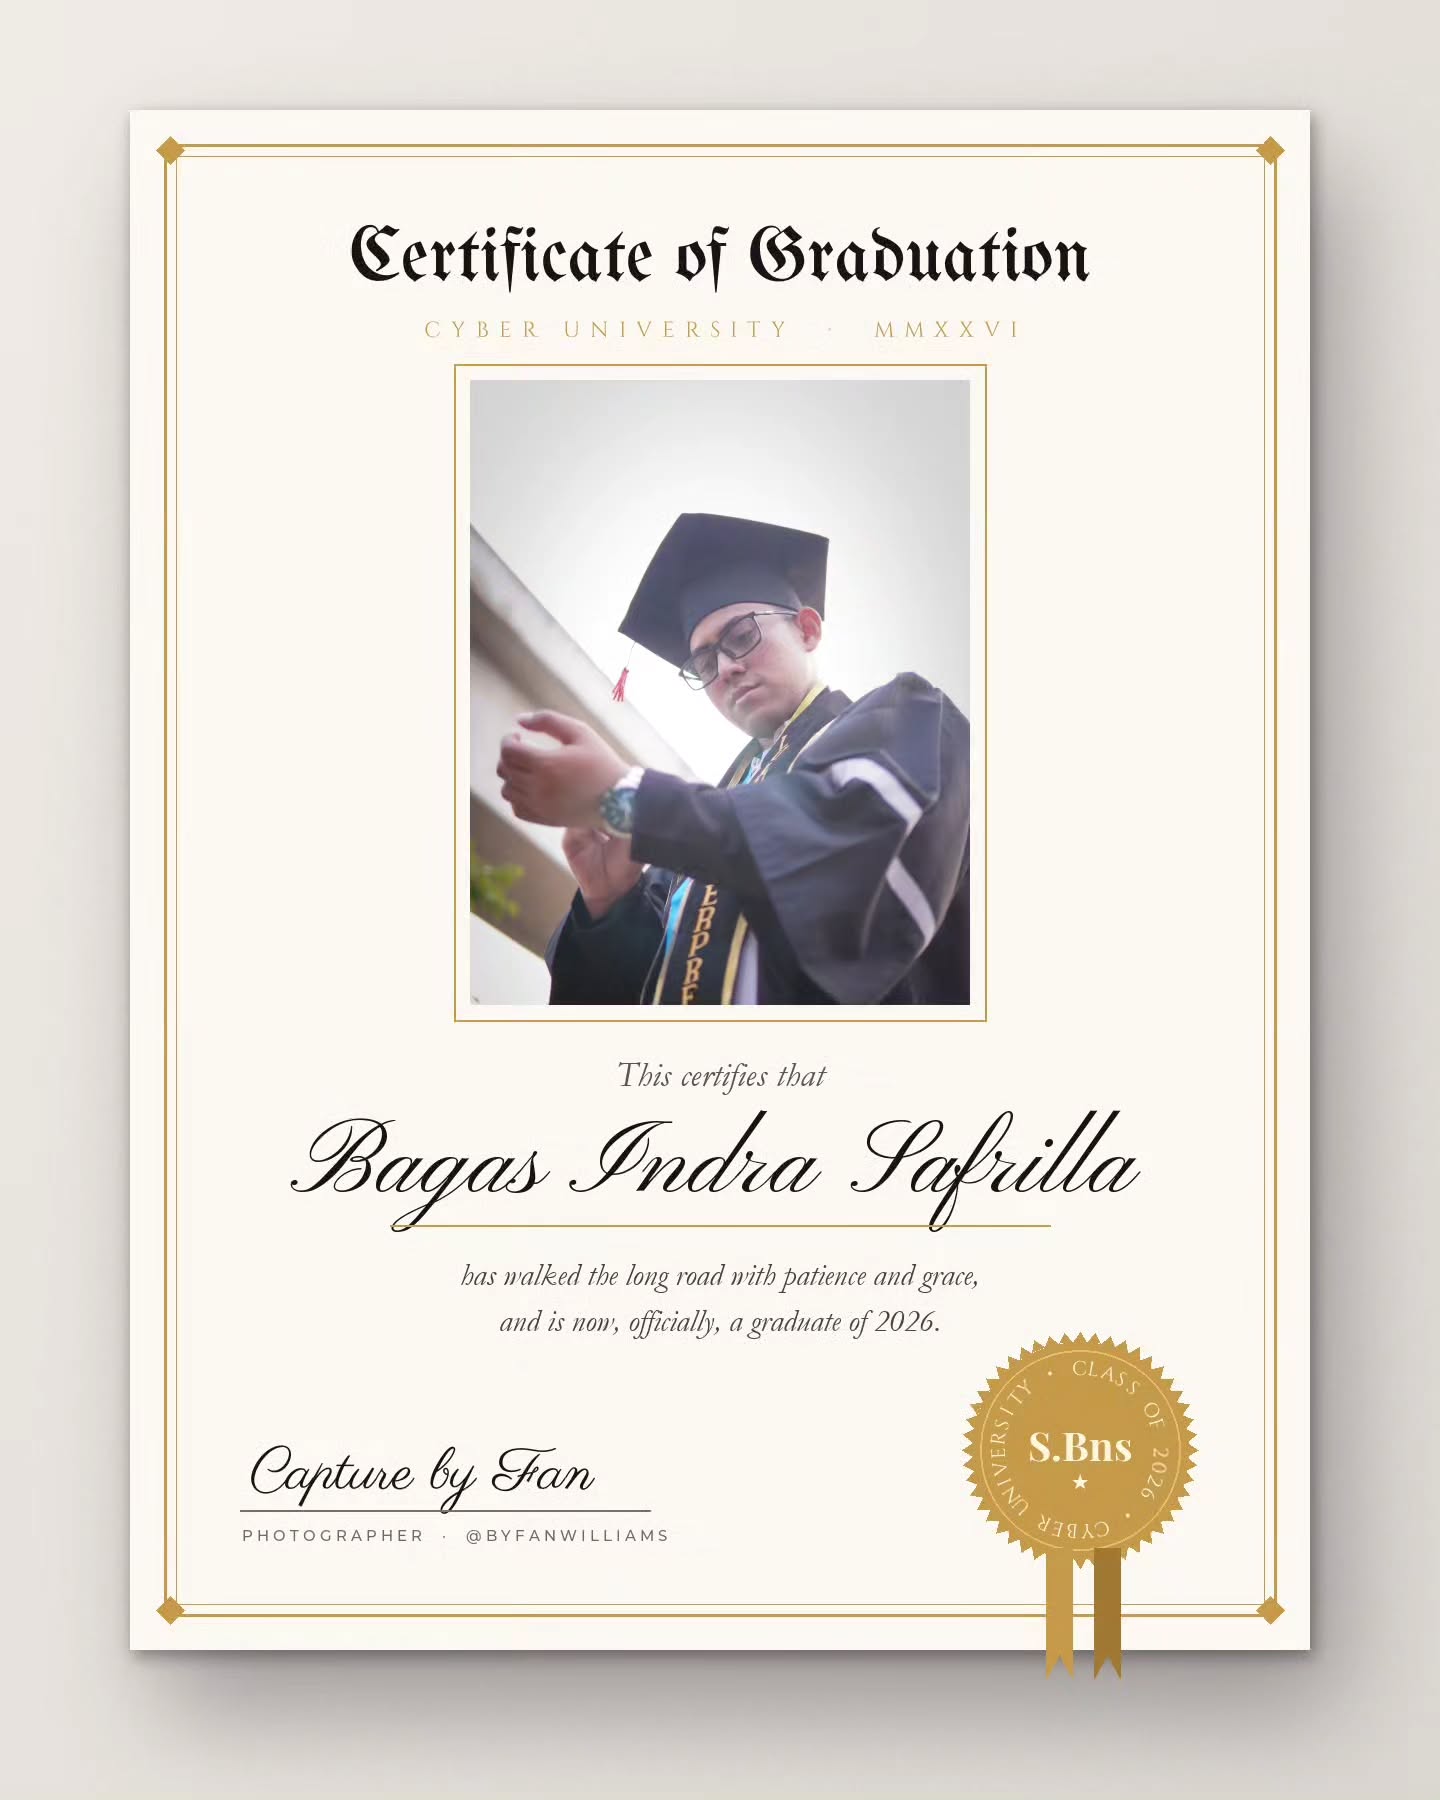 Certificate of Graduation
CYBER UNIVERSITY · MMXXVI
ERPRE
This certifies that
Bagas Indra Safrilla
has walked the long road with patience and grace,
and is now, officially, a graduate of 2026.
CLASS OF 2026 • CYBER UNIVERSITY •
S.Bns
★
Capture by Fan
PHOTOGRAPHER · @BYFANWILLIAMS